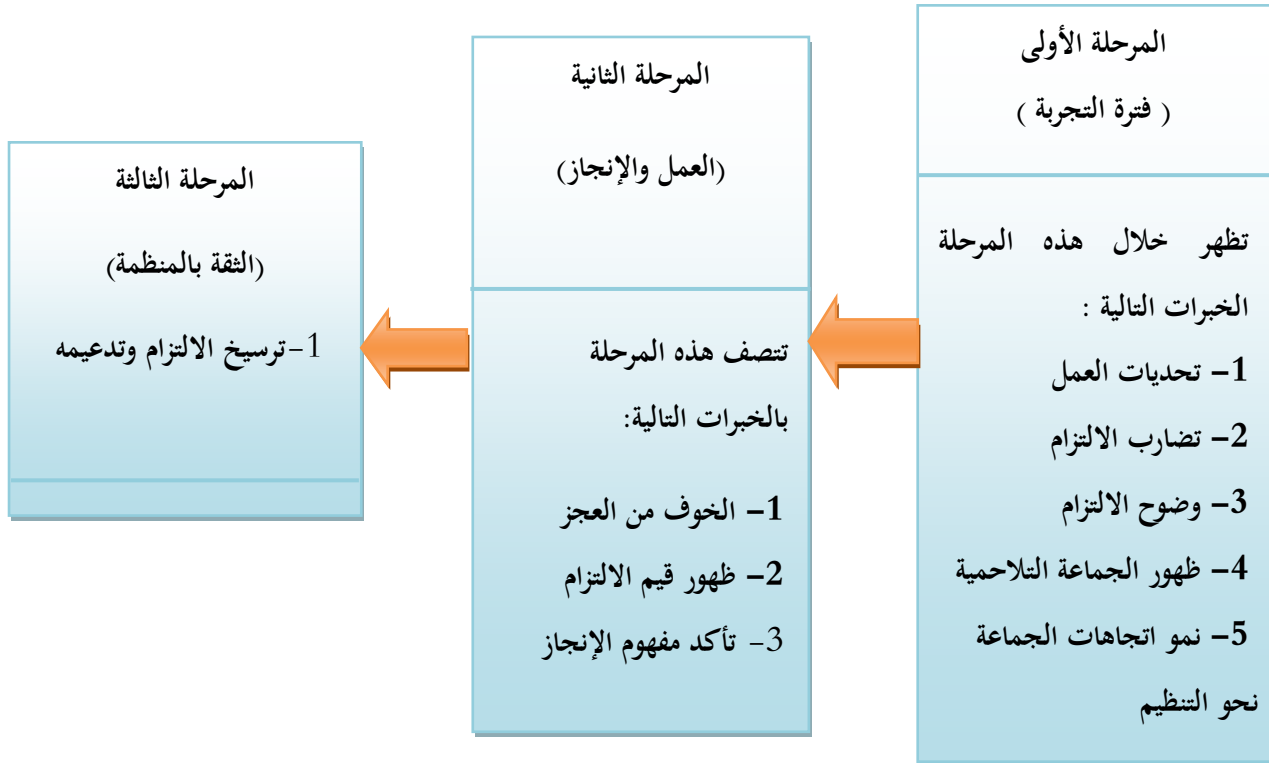 المرحلة الأولى
( فترة التجربة )
تظهر خلال هذه المرحلة
الخبرات التالية :
1– تحديات العمل
2– تضارب الالتزام
3– وضوح الالتزام
4– ظهور الجماعة التلاحمية
5– نمو اتجاهات الجماعة
نحو التنظيم
المرحلة الثانية
(العمل والإنجاز)
تتصف هذه المرحلة
بالخبرات التالية:
1– الخوف من العجز
2– ظهور قيم الالتزام
3- تأكد مفهوم الإنجاز
المرحلة الثالثة
(الثقة بالمنظمة)
1-ترسيخ الالتزام وتدعيمه